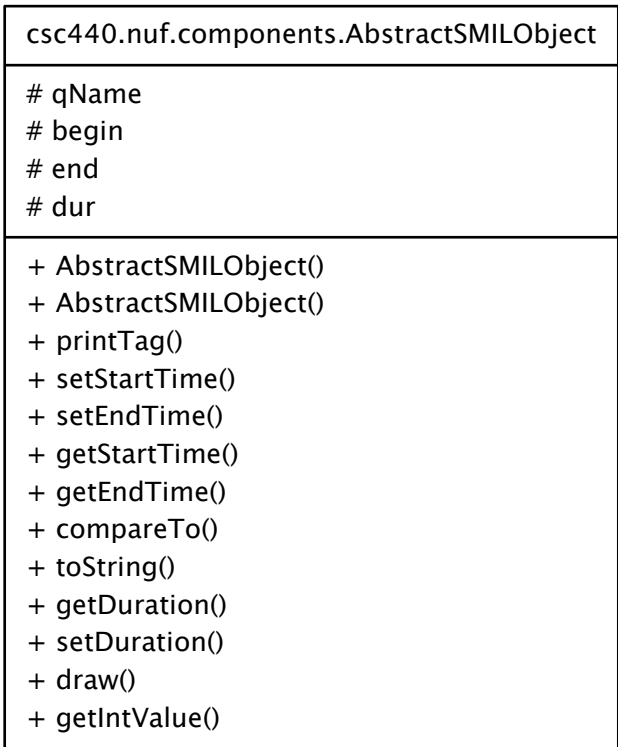 csc440.nuf.components.AbstractSMILObject
# qName
# begin
# end
# dur
+ AbstractSMILObject()
+ AbstractSMILObject()
+ printTag()
+ setStartTime()
+ setEndTime()
+ getStartTime()
+ getEndTime()
+ compareTo()
+ toString()
+ getDuration()
+ setDuration()
+ draw()
+ getIntValue()